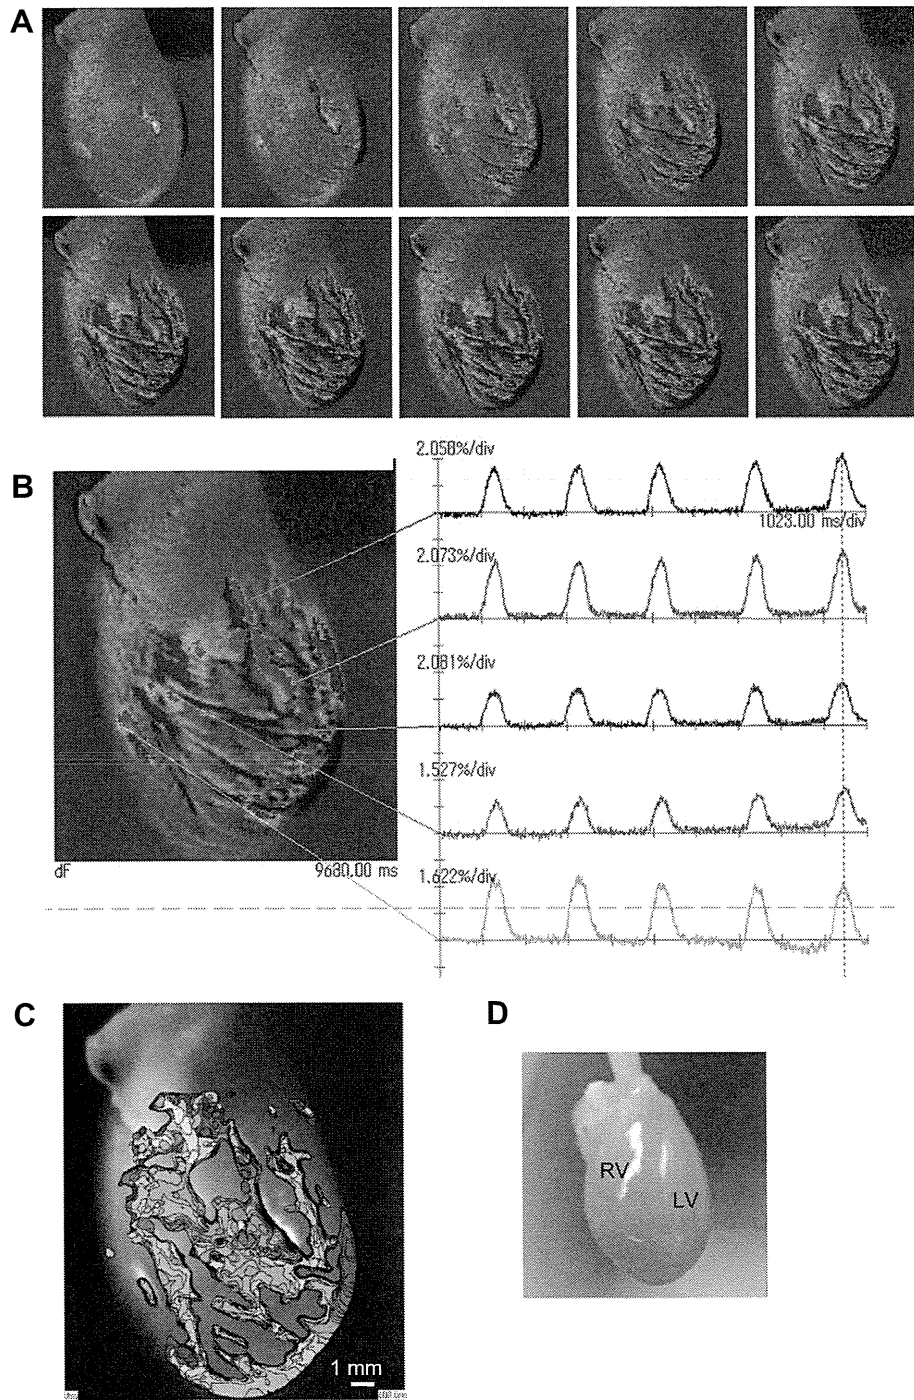 A
B
2.058%/div
1023.00 ms/div
2.073%/div
2.081%/div
1.527%/div
1.622%/div
dF
9680.00 ms
C
1 mm
D
RV
LV